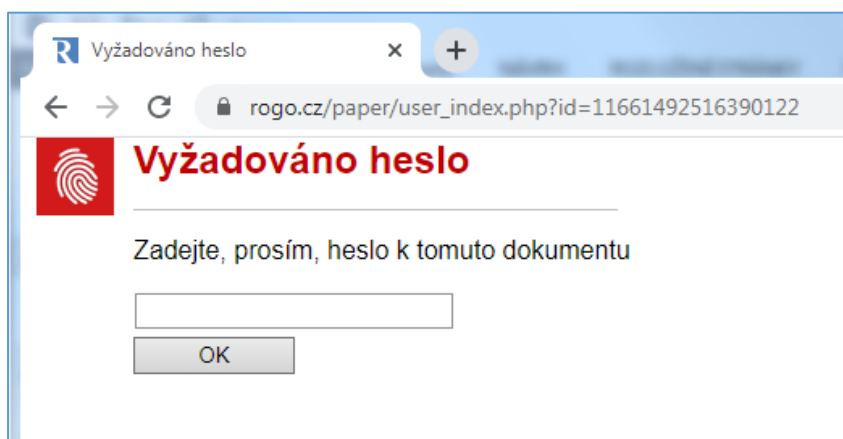 Vyžadováno heslo
rogo.cz/paper/user_index.php?id=11661492516390122
Vyžadováno heslo
Zadejte, prosím, heslo k tomuto dokumentu
OK